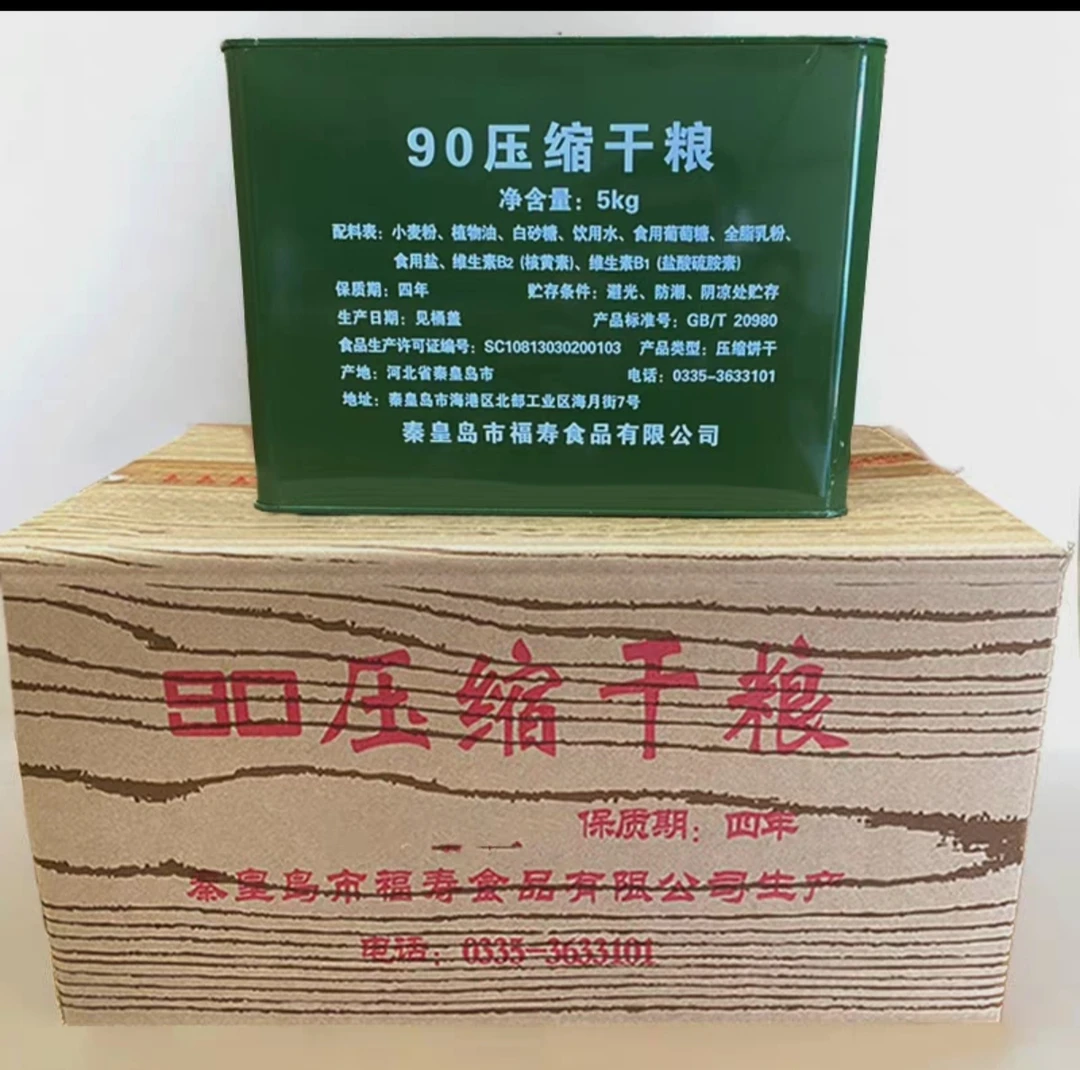 90压缩干粮
净含量：5kg
配料表：小麦粉、植物油、白砂糖、饮用水、食用葡萄糖、全脂乳粉、
食用盐、维生素B2 (核黄素)、维生素B1 (盐酸硫胺素)
保质期：四年 贮存条件：避光、防潮、阴凉处贮存
生产日期：见桶盖 产品标准号：GB/T 20980
食品生产许可证编号：SC10813030200103 产品类型：压缩饼干
产地：河北省秦皇岛市 电话：0335-3633101
地址：秦皇岛市海港区北部工业区海月街7号
秦皇岛市福寿食品有限公司
90压缩干粮
保质期：四年
秦皇岛市福寿食品有限公司生产
电话：0335-3633101